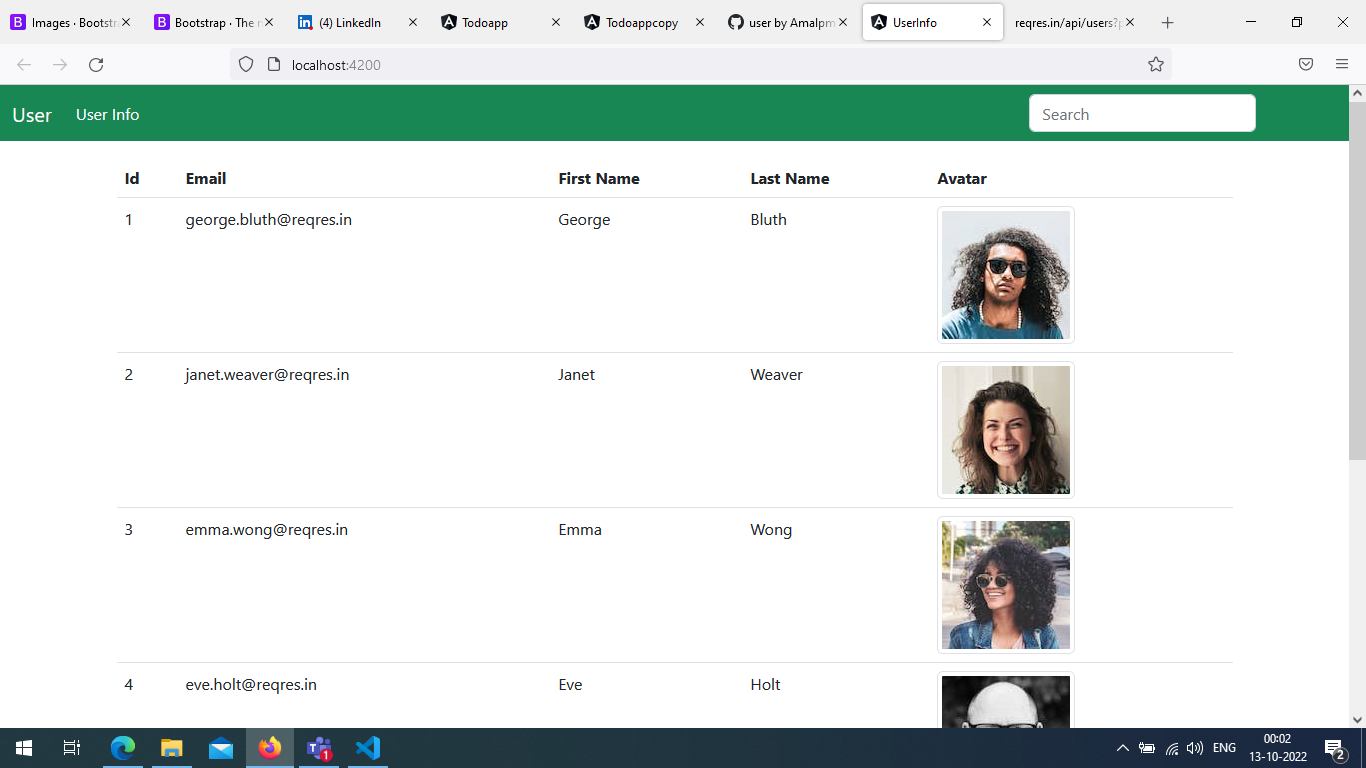 Images · Bootstr
Bootstrap · The n
(4) LinkedIn
Todoapp
Todoappcopy
user by Amalpm
UserInfo
reqres.in/api/users?p
localhost:4200
User User Info Search
Id Email First Name Last Name Avatar
1 george.bluth@reqres.in George Bluth
2 janet.weaver@reqres.in Janet Weaver
3 emma.wong@reqres.in Emma Wong
4 eve.holt@reqres.in Eve Holt
1
ENG
00:02
13-10-2022
2